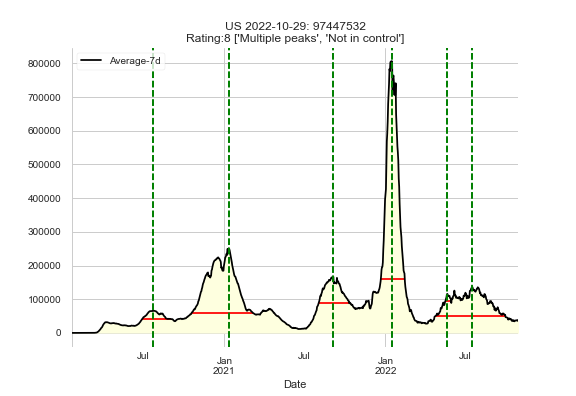 US 2022-10-29: 97447532
Rating:8 ['Multiple peaks', 'Not in control']
Average-7d
800000
700000
600000
500000
400000
300000
200000
100000
0
Jul Jan Jul Jan Jul
2021 2022
Date